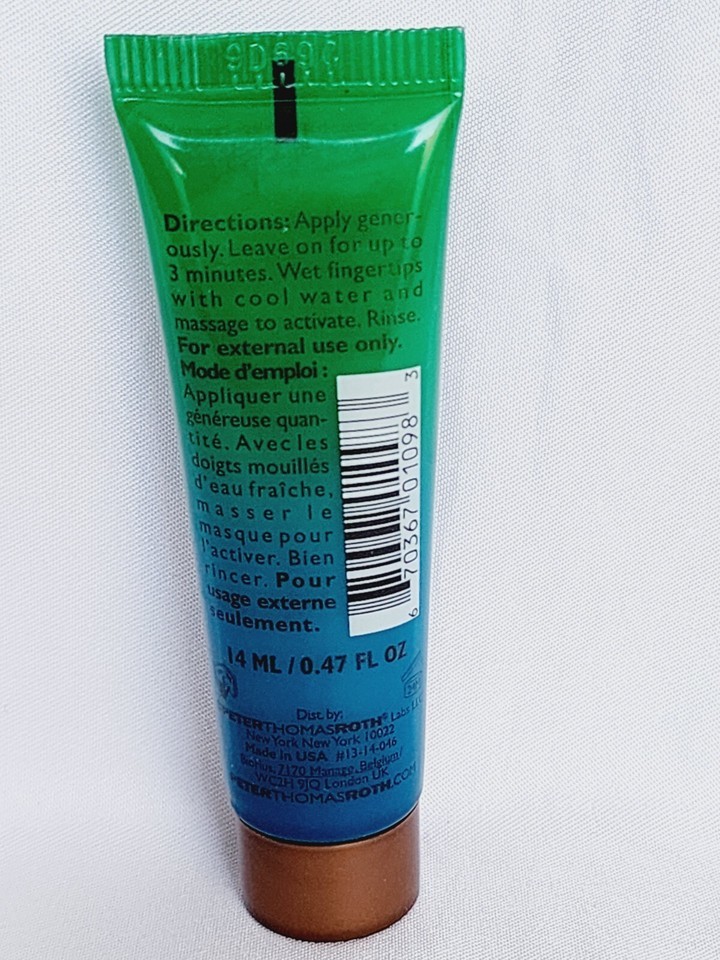 9D69C
Directions: Apply gener-
ously. Leave on for up to
3 minutes. Wet fingertips
with cool water and
massage to activate. Rinse.
For external use only.
Mode d'emploi :
Appliquer une
généreuse quan-
tité. Avec les
doigts mouillés
d'eau fraîche,
masser le
masque pour
l'activer. Bien
rincer. Pour
usage externe
seulement.
6 70367 01098 3
14 ML / 0.47 FL OZ
Dist. by:
PETERTHOMASROTH® Labs LLC
New York New York 10022
Made in USA #13-14-046
BioRius, 7170 Manage, Belgium/
WC2H 9JQ London UK
PETERTHOMASROTH.COM